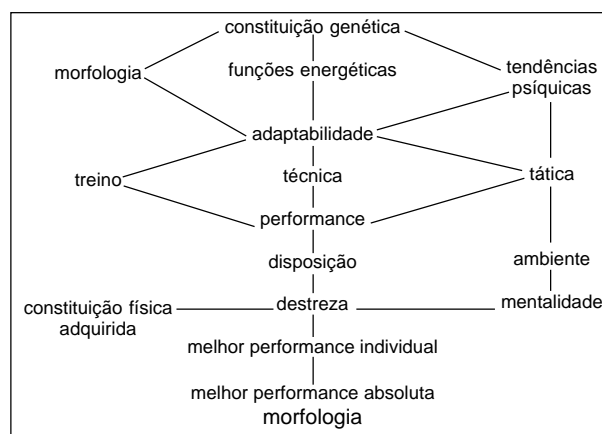 constituição genética
morfologia
funções energéticas
tendências
psíquicas
adaptabilidade
treino
técnica
tática
performance
disposição
ambiente
constituição física
adquirida
destreza
mentalidade
melhor performance individual
melhor performance absoluta
morfologia